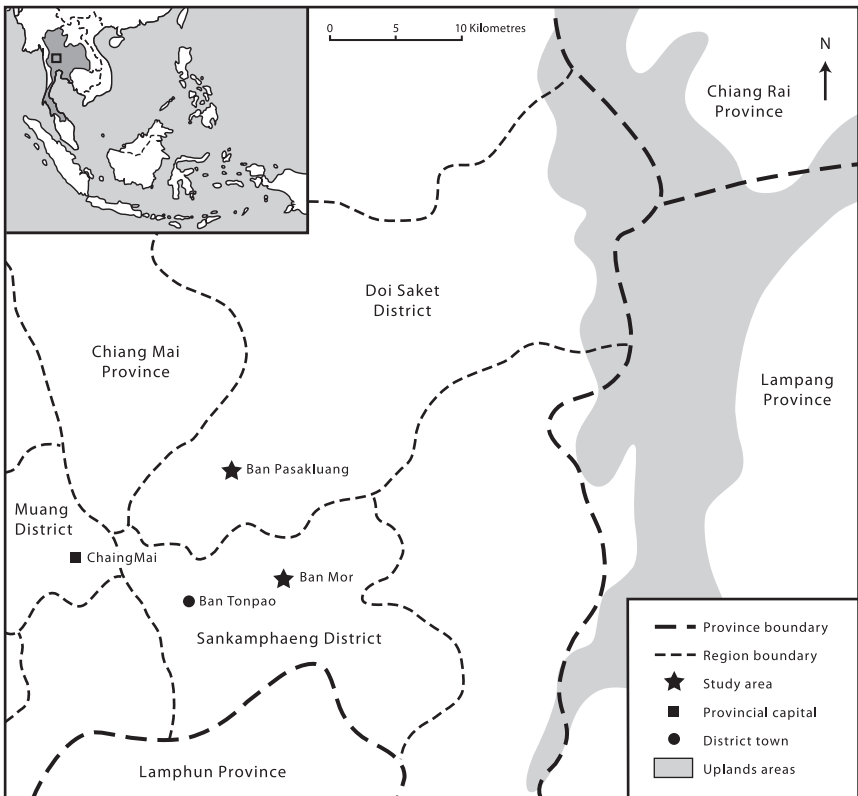 0 5 10 Kilometres
N
Chiang Rai
Province
Doi Saket
District
Chiang Mai
Province
Lampang
Province
Ban Pasakluang
Muang
District
ChaingMai
Ban Mor
Ban Tonpao
Sankamphaeng District
Lamphun Province
Province boundary
Region boundary
Study area
Provincial capital
District town
Uplands areas